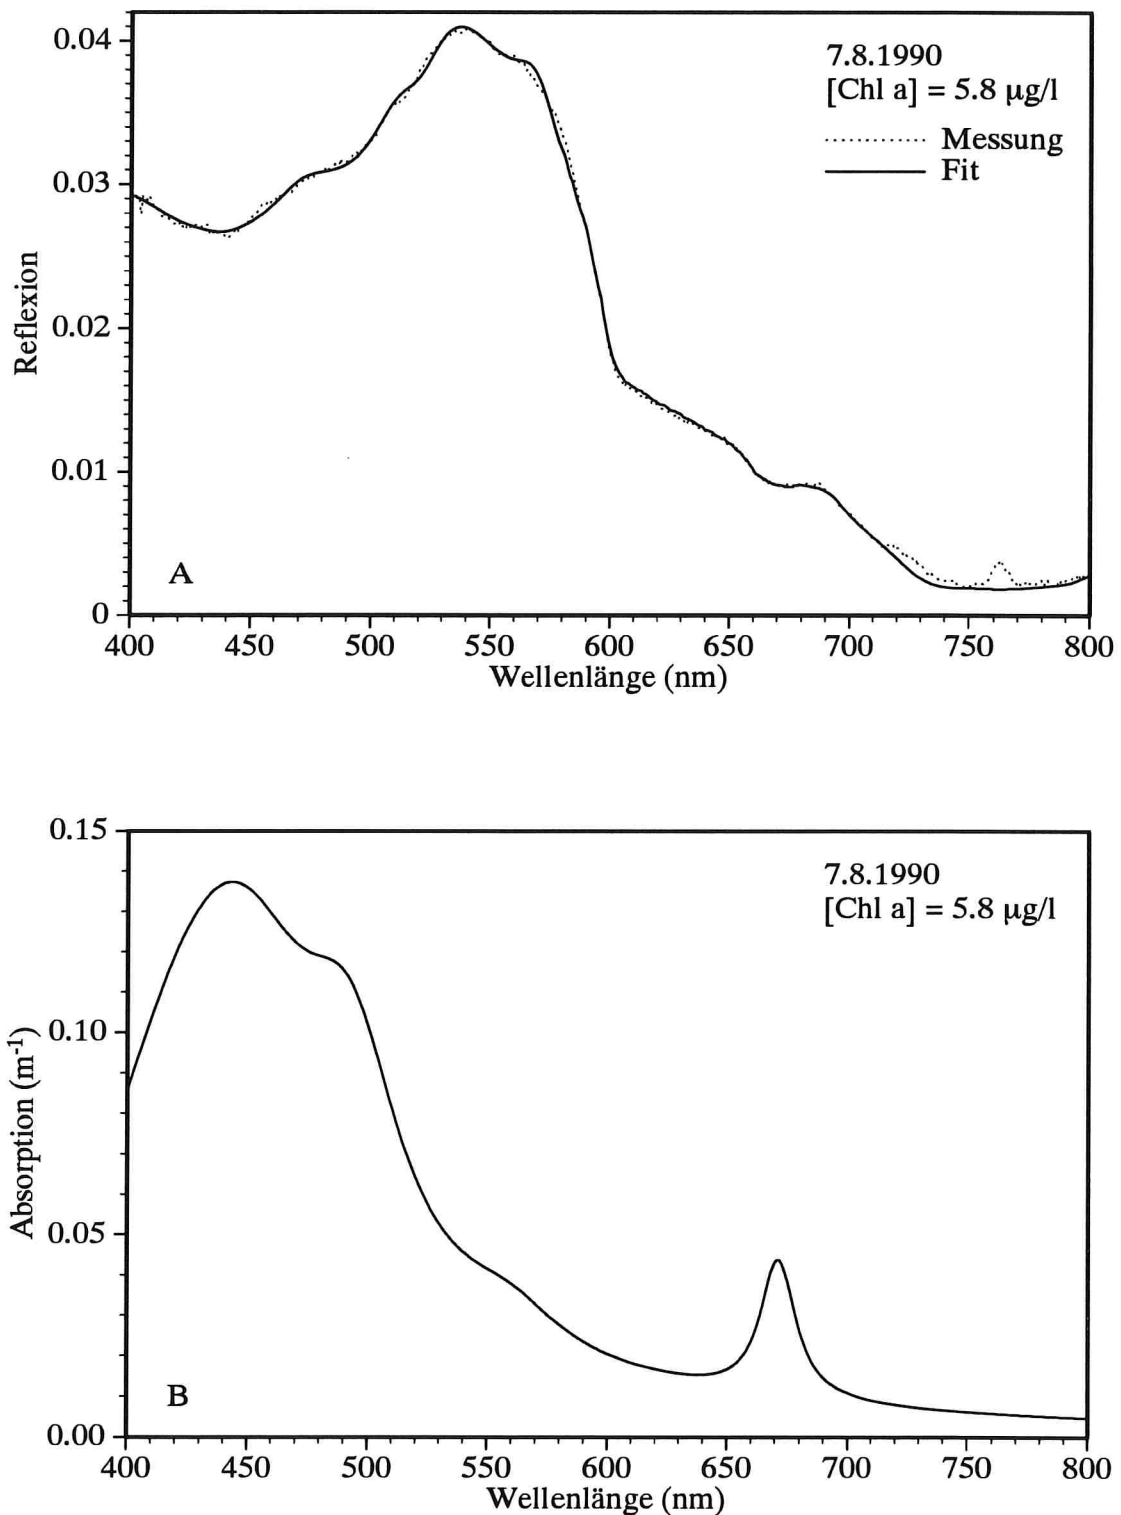 0.04
0.03
0.02
0.01
0
Reflexion
7.8.1990
[Chl a] = 5.8 µg/l
Messung
Fit
A
400 450 500 550 600 650 700 750 800
Wellenlänge (nm)
0.15
0.10
0.05
0.00
Absorption (m⁻¹)
7.8.1990
[Chl a] = 5.8 µg/l
B
400 450 500 550 600 650 700 750 800
Wellenlänge (nm)